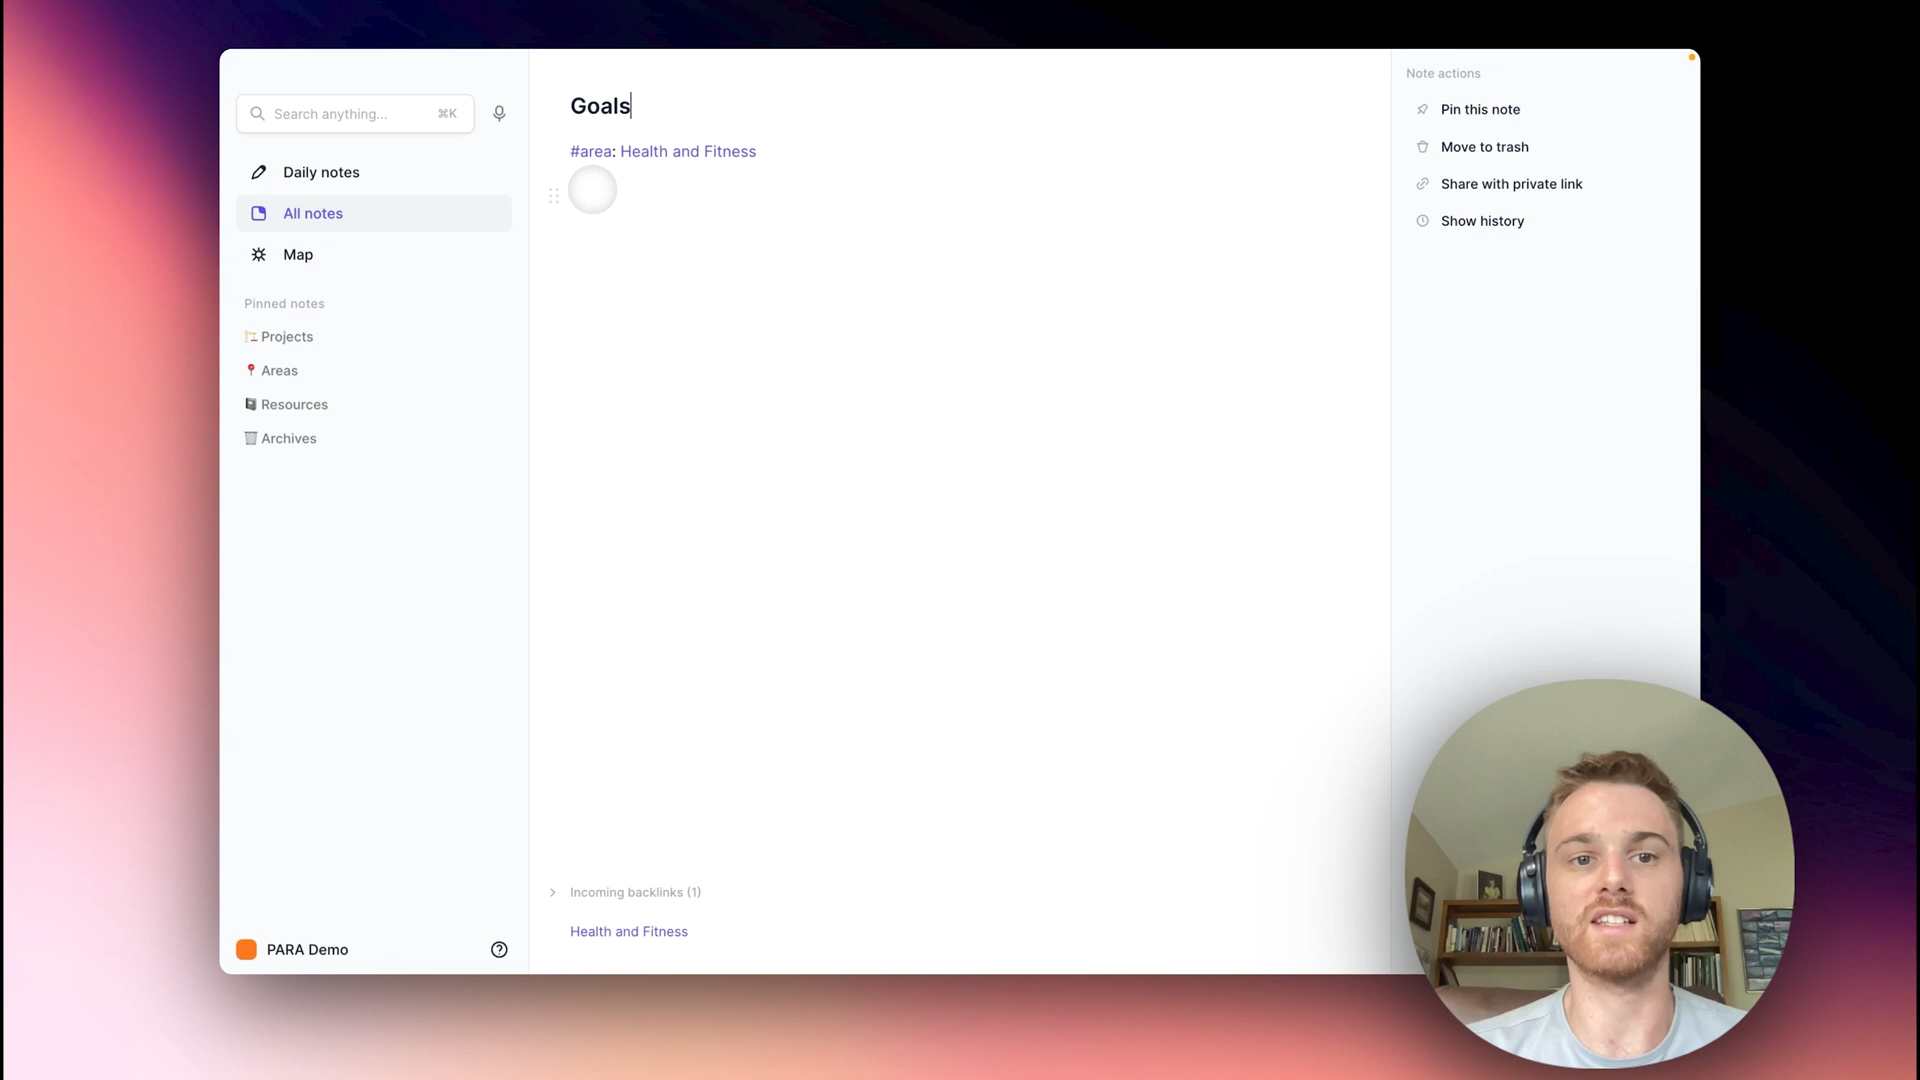 Search anything...
⌘K
Daily notes
All notes
Map
Pinned notes
Projects
Areas
Resources
Archives
PARA Demo
Goals
#area: Health and Fitness
Incoming backlinks (1)
Health and Fitness
Note actions
Pin this note
Move to trash
Share with private link
Show history